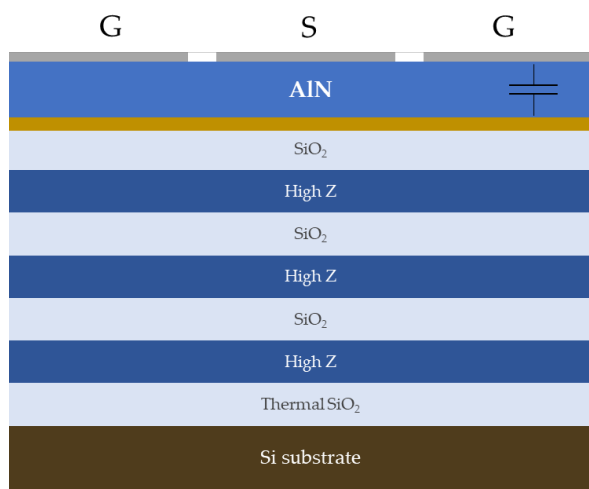 G S G
AlN
SiO₂
High Z
SiO₂
High Z
SiO₂
High Z
Thermal SiO₂
Si substrate